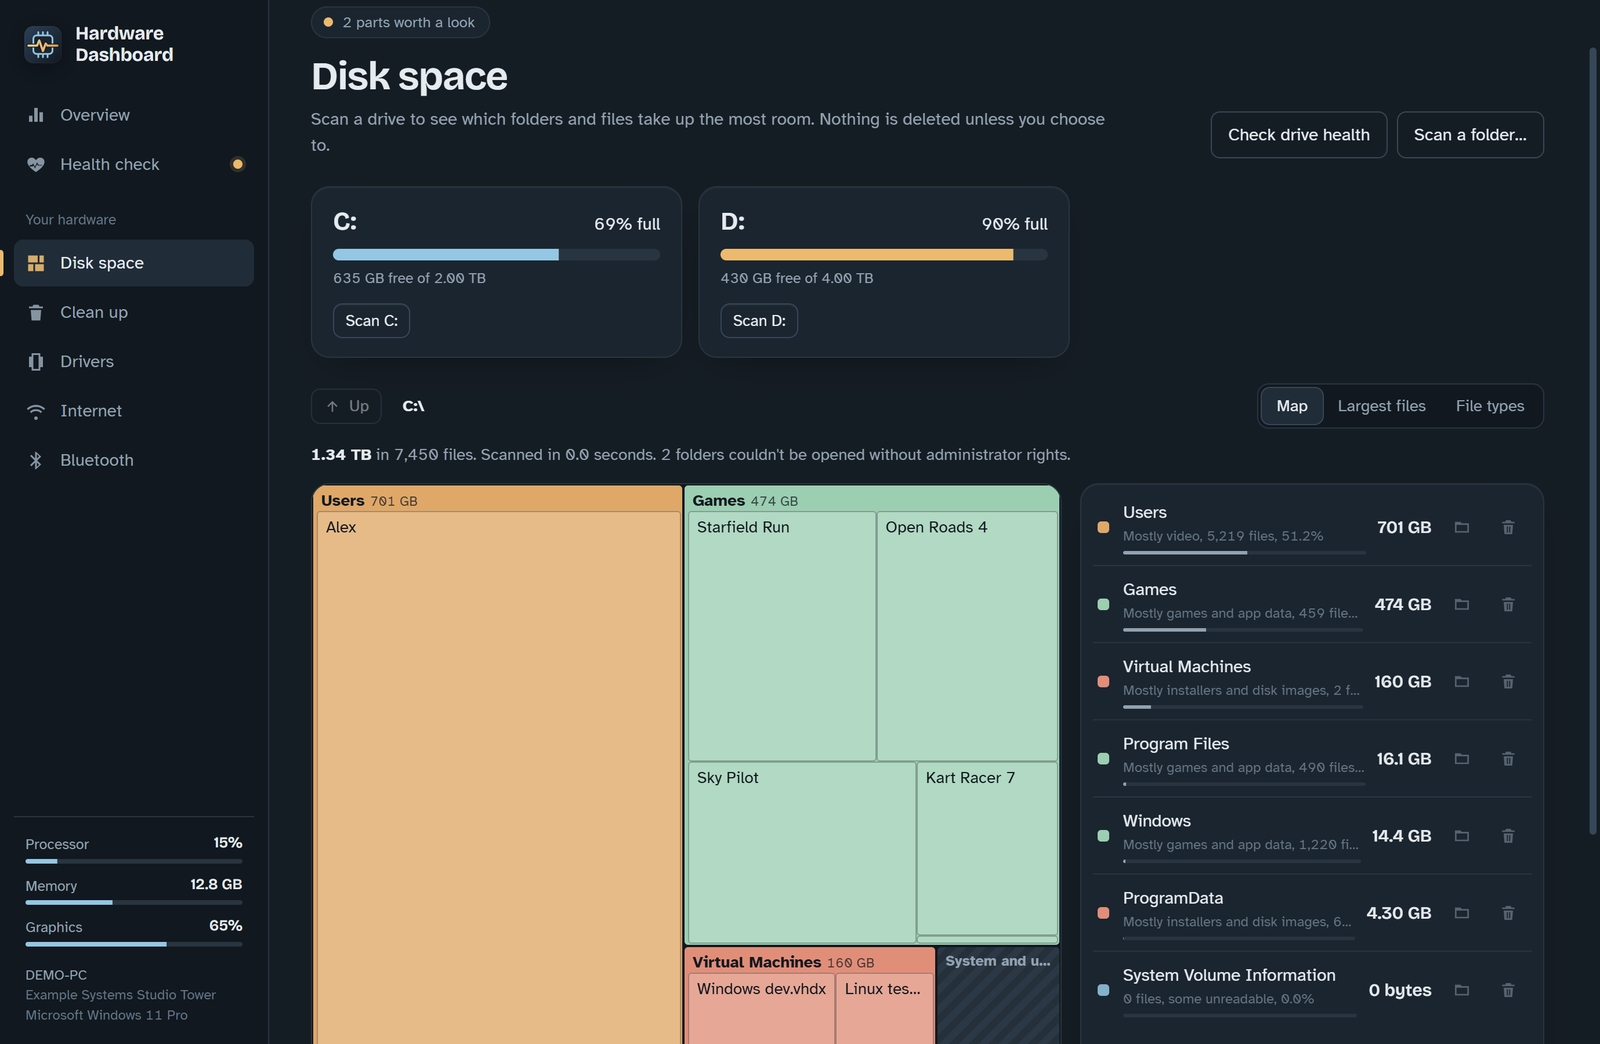 Hardware
Dashboard
Overview
Health check
Your hardware
Disk space
Clean up
Drivers
Internet
Bluetooth
Processor 15%
Memory 12.8 GB
Graphics 65%
DEMO-PC
Example Systems Studio Tower
Microsoft Windows 11 Pro
2 parts worth a look
Disk space
Scan a drive to see which folders and files take up the most room. Nothing is deleted unless you choose
to.
Check drive health
Scan a folder...
C: 69% full
635 GB free of 2.00 TB
Scan C:
D: 90% full
430 GB free of 4.00 TB
Scan D:
Up C:\
Map Largest files File types
1.34 TB in 7,450 files. Scanned in 0.0 seconds. 2 folders couldn't be opened without administrator rights.
Users 701 GB
Alex
Games 474 GB
Starfield Run
Open Roads 4
Sky Pilot
Kart Racer 7
Virtual Machines 160 GB
Windows dev.vhdx
Linux tes...
System and u...
Users
Mostly video, 5,219 files, 51.2%
701 GB
Games
Mostly games and app data, 459 file...
474 GB
Virtual Machines
Mostly installers and disk images, 2 f...
160 GB
Program Files
Mostly games and app data, 490 files...
16.1 GB
Windows
Mostly games and app data, 1,220 fi...
14.4 GB
ProgramData
Mostly installers and disk images, 6...
4.30 GB
System Volume Information
0 files, some unreadable, 0.0%
0 bytes